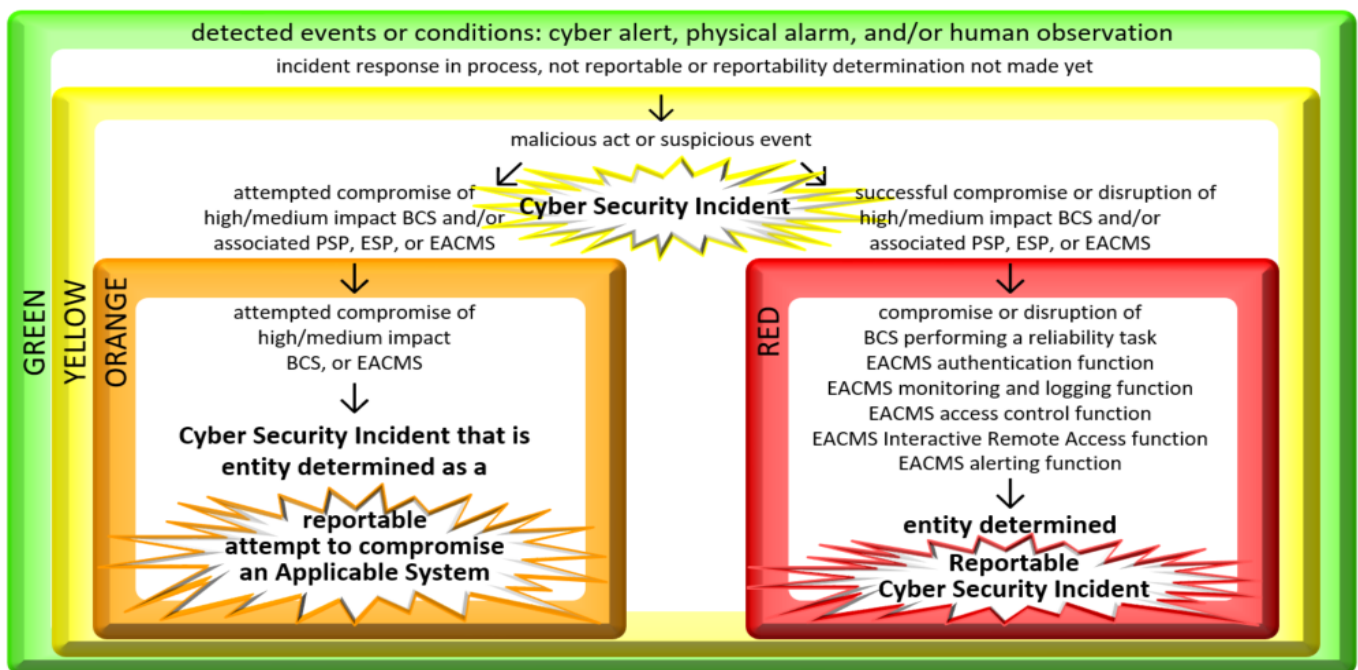 detected events or conditions: cyber alert, physical alarm, and/or human observation
incident response in process, not reportable or reportability determination not made yet
malicious act or suspicious event
Cyber Security Incident
attempted compromise of
high/medium impact BCS and/or
associated PSP, ESP, or EACMS
successful compromise or disruption of
high/medium impact BCS and/or
associated PSP, ESP, or EACMS
GREEN
YELLOW
ORANGE
attempted compromise of
high/medium impact
BCS, or EACMS
Cyber Security Incident that is
entity determined as a
reportable
attempt to compromise
an Applicable System
RED
compromise or disruption of
BCS performing a reliability task
EACMS authentication function
EACMS monitoring and logging function
EACMS access control function
EACMS Interactive Remote Access function
EACMS alerting function
entity determined
Reportable
Cyber Security Incident